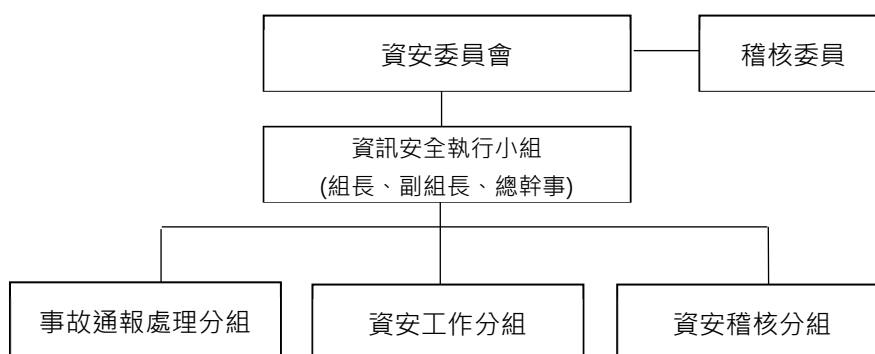 資安委員會
稽核委員
資訊安全執行小組
(組長、副組長、總幹事)
事故通報處理分組
資安工作分組
資安稽核分組